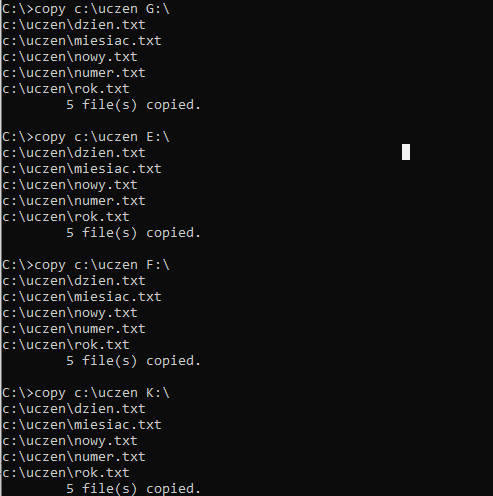 C:\>copy c:\uczen G:\
c:\uczen\dzien.txt
c:\uczen\miesiac.txt
c:\uczen\nowy.txt
c:\uczen\numer.txt
c:\uczen\rok.txt
        5 file(s) copied.

C:\>copy c:\uczen E:\
c:\uczen\dzien.txt
c:\uczen\miesiac.txt
c:\uczen\nowy.txt
c:\uczen\numer.txt
c:\uczen\rok.txt
        5 file(s) copied.

C:\>copy c:\uczen F:\
c:\uczen\dzien.txt
c:\uczen\miesiac.txt
c:\uczen\nowy.txt
c:\uczen\numer.txt
c:\uczen\rok.txt
        5 file(s) copied.

C:\>copy c:\uczen K:\
c:\uczen\dzien.txt
c:\uczen\miesiac.txt
c:\uczen\nowy.txt
c:\uczen\numer.txt
c:\uczen\rok.txt
        5 file(s) copied.